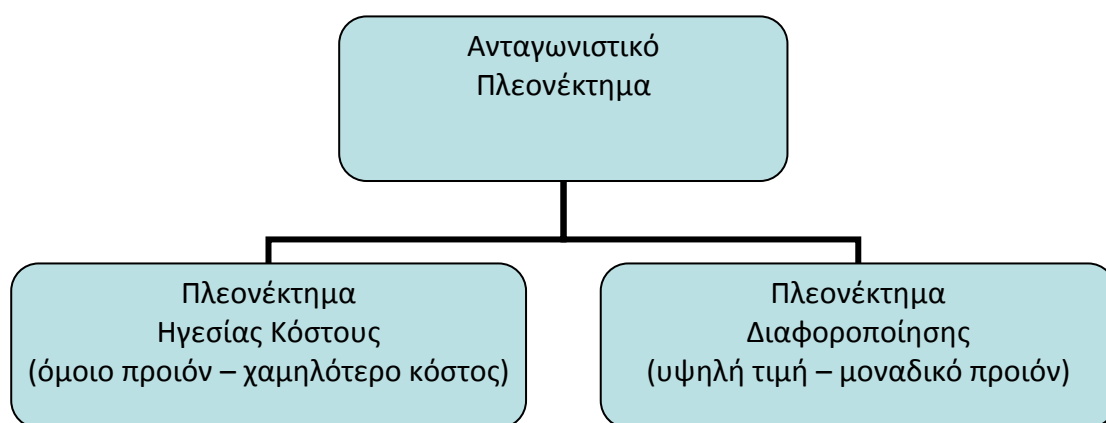 Ανταγωνιστικό
Πλεονέκτημα
Πλεονέκτημα
Ηγεσίας Κόστους
(όμοιο προιόν – χαμηλότερο κόστος)
Πλεονέκτημα
Διαφοροποίησης
(υψηλή τιμή – μοναδικό προιόν)